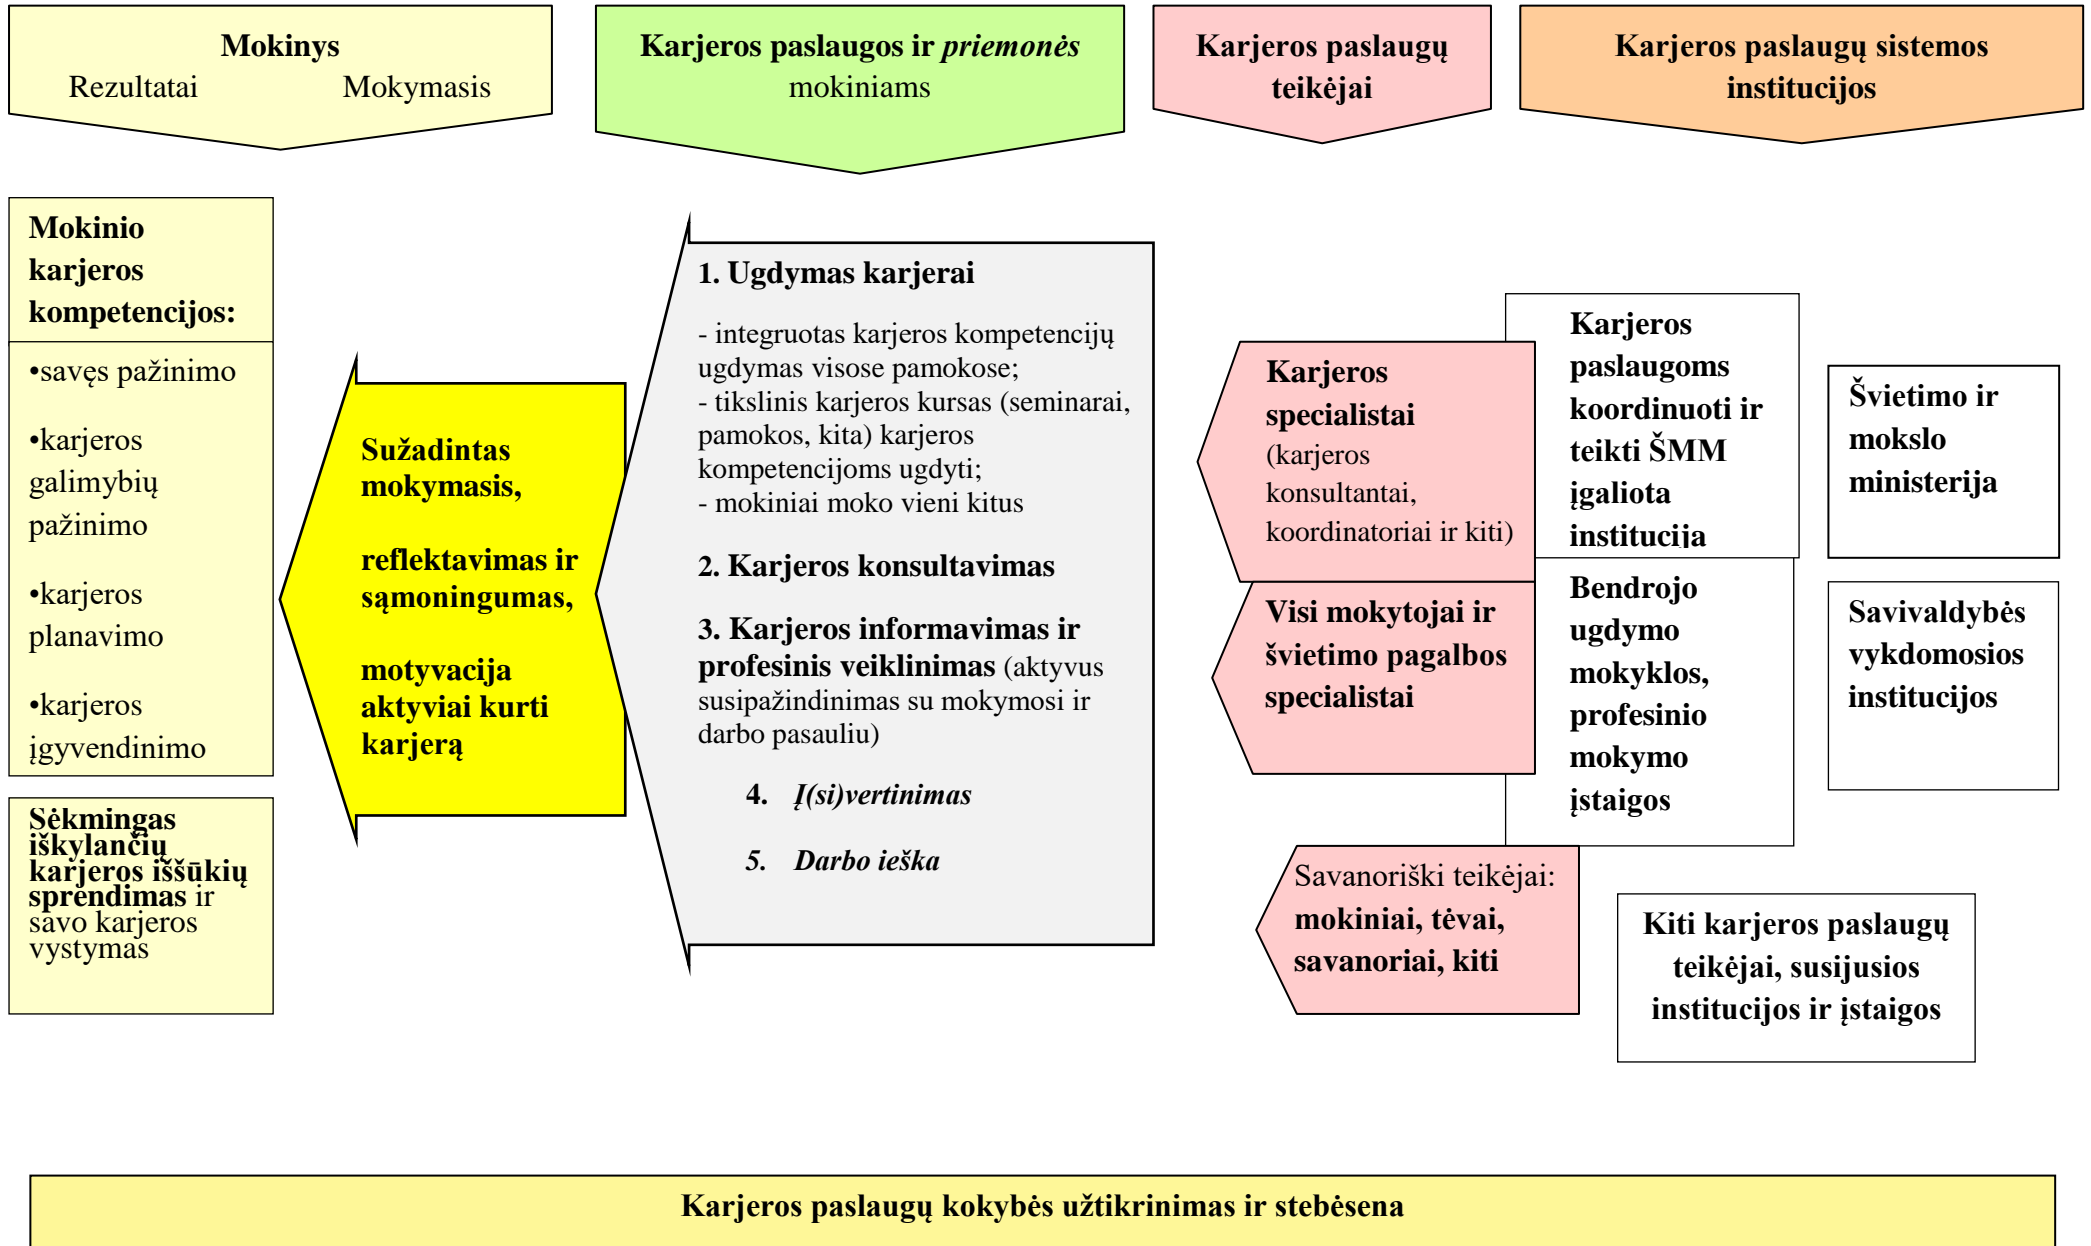 Mokinys
Rezultatai Mokymasis
Karjeros paslaugos ir priemonės
mokiniams
Karjeros paslaugų
teikėjai
Karjeros paslaugų sistemos
institucijos
Mokinio
karjeros
kompetencijos:
•savęs pažinimo
•karjeros
galimybių
pažinimo
•karjeros
planavimo
•karjeros
įgyvendinimo
Sėkmingas
iškylančių
karjeros iššūkių
sprendimas ir
savo karjeros
vystymas
Sužadintas
mokymasis,
reflektavimas ir
sąmoningumas,
motyvacija
aktyviai kurti
karjerą
1. Ugdymas karjerai
- integruotas karjeros kompetencijų
ugdymas visose pamokose;
- tikslinis karjeros kursas (seminarai,
pamokos, kita) karjeros
kompetencijoms ugdyti;
- mokiniai moko vieni kitus
2. Karjeros konsultavimas
3. Karjeros informavimas ir
profesinis veiklinimas (aktyvus
susipažindinimas su mokymosi ir
darbo pasauliu)
4. Į(si)vertinimas
5. Darbo ieška
Karjeros
specialistai
(karjeros
konsultantai,
koordinatoriai ir kiti)
Visi mokytojai ir
švietimo pagalbos
specialistai
Savanoriški teikėjai:
mokiniai, tėvai,
savanoriai, kiti
Karjeros
paslaugoms
koordinuoti ir
teikti ŠMM
įgaliota
institucija
Bendrojo
ugdymo
mokyklos,
profesinio
mokymo
įstaigos
Švietimo ir
mokslo
ministerija
Savivaldybės
vykdomosios
institucijos
Kiti karjeros paslaugų
teikėjai, susijusios
institucijos ir įstaigos
Karjeros paslaugų kokybės užtikrinimas ir stebėsena